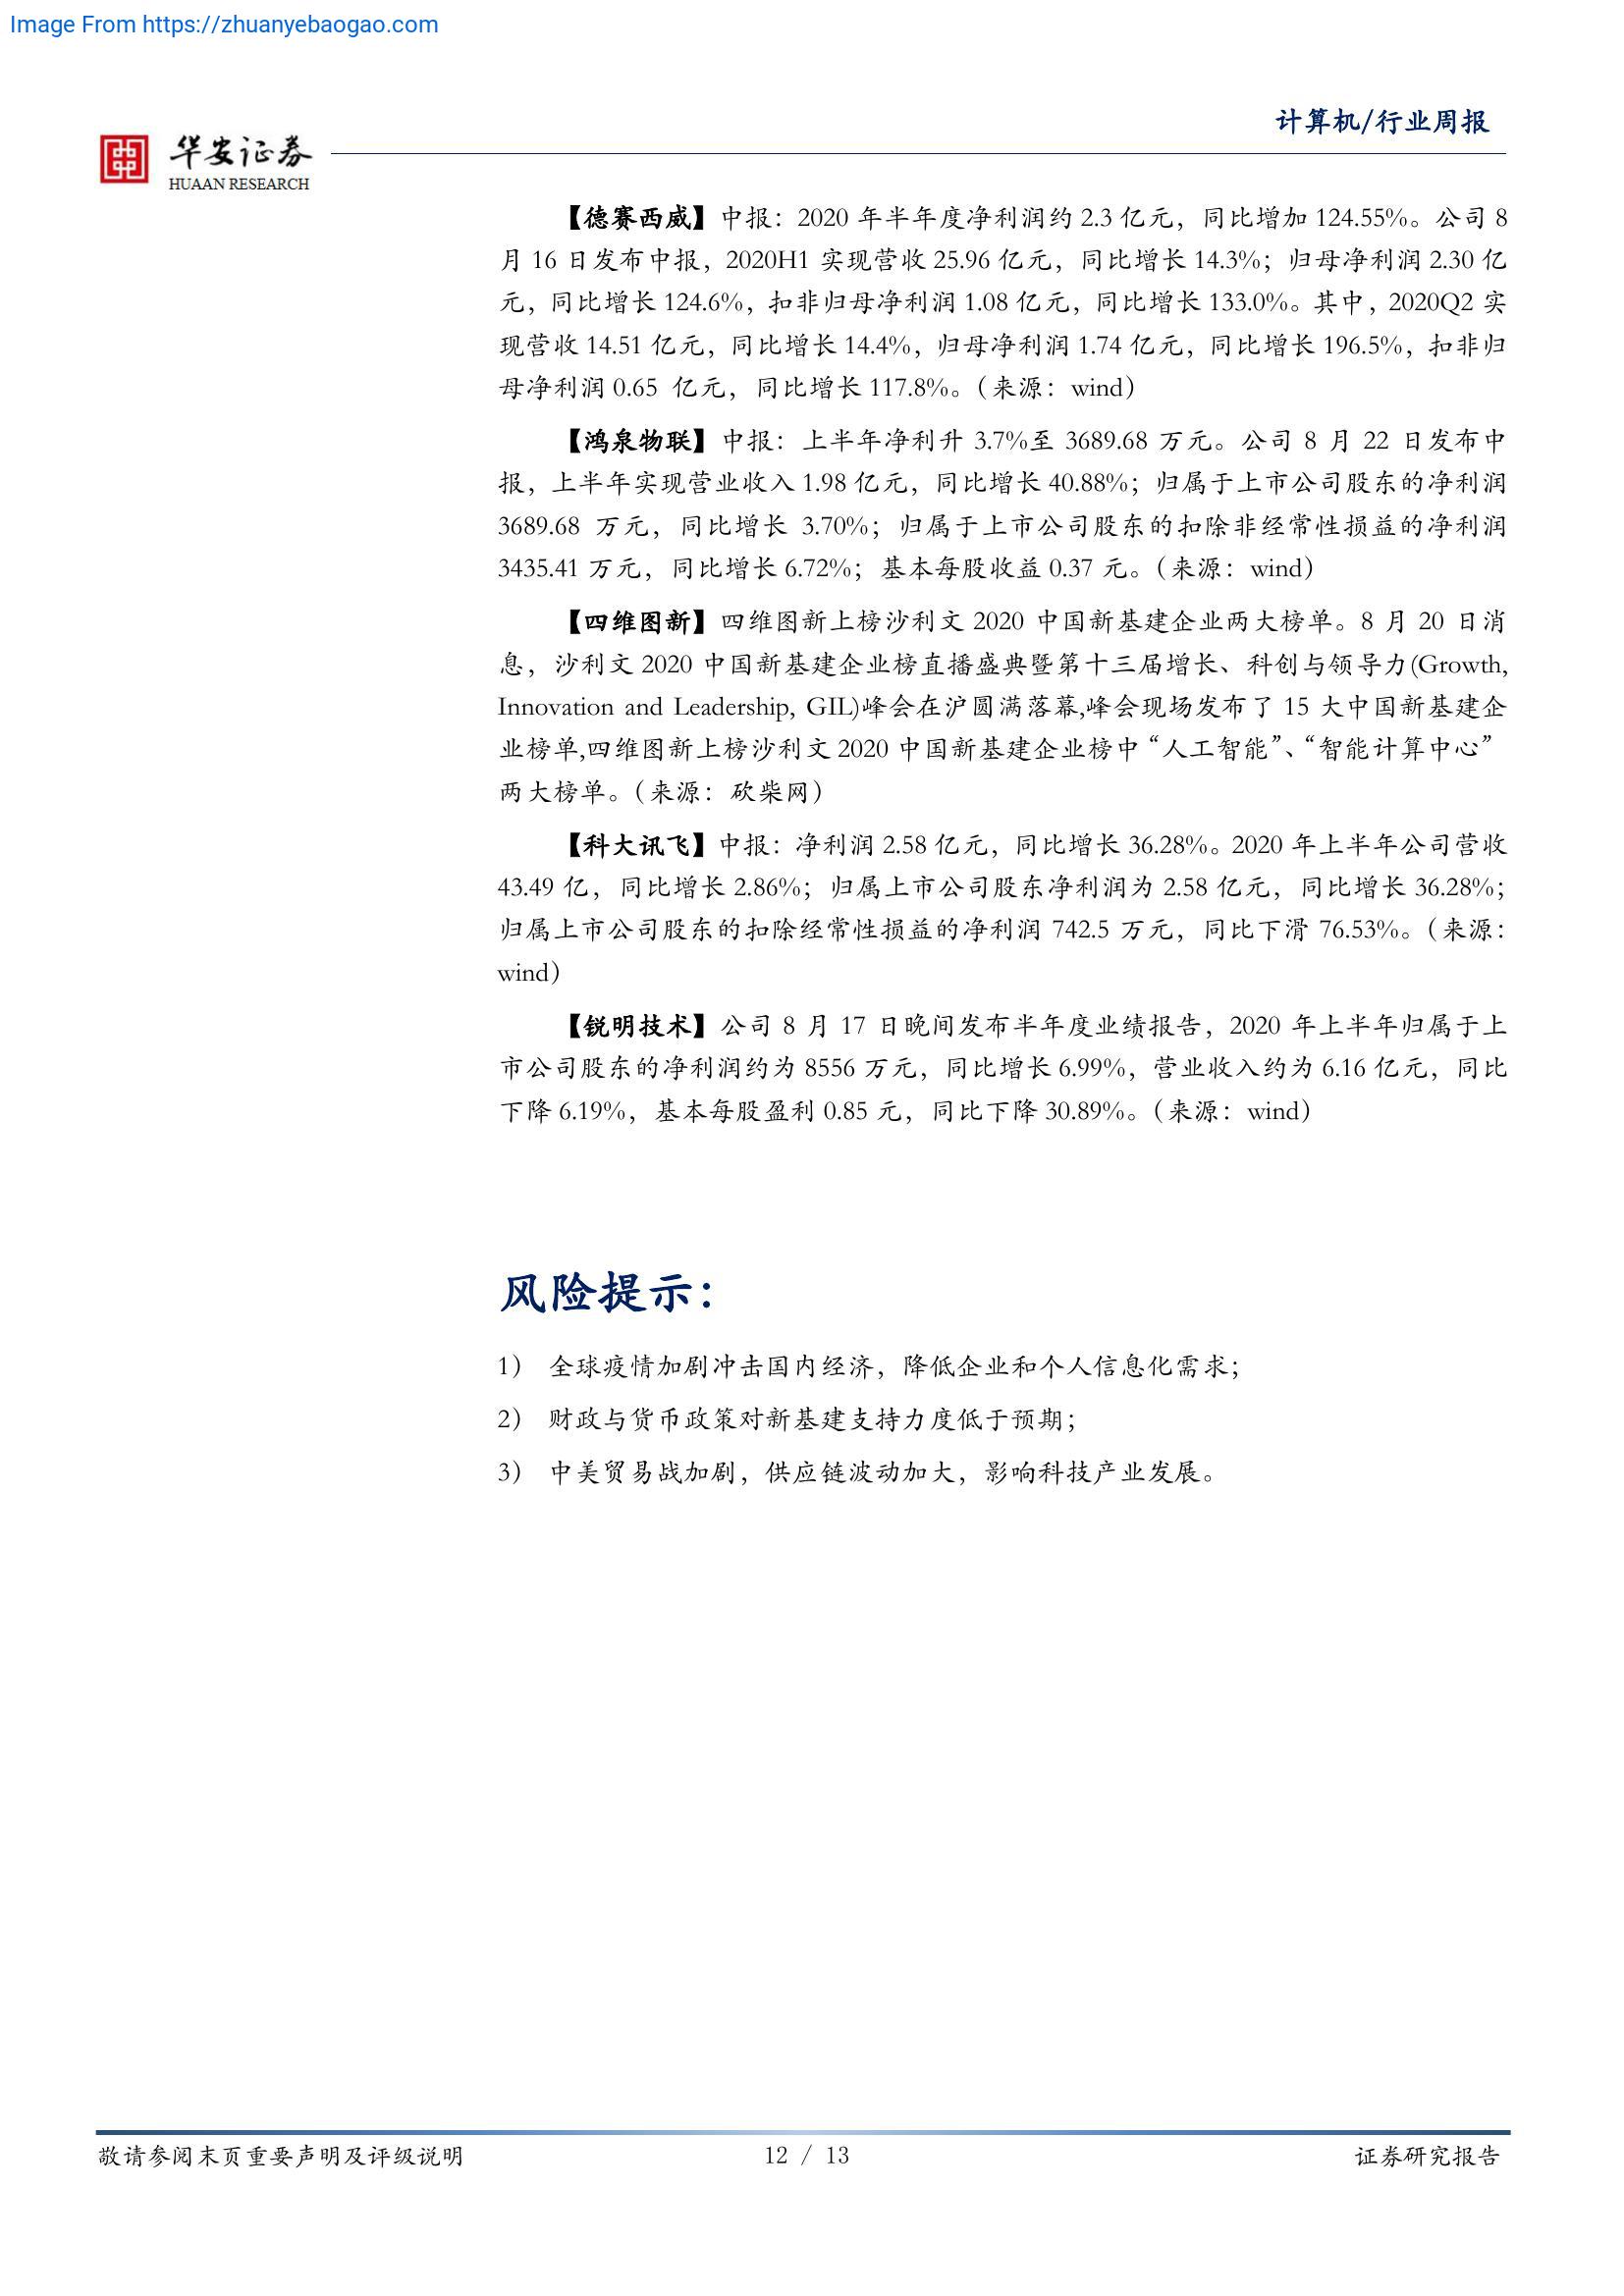 Image From https://zhuanyebaogao.com
计算机/行业周报
华安证券
HUAAN RESEARCH
【德赛西威】中报：2020 年半年度净利润约 2.3 亿元，同比增加 124.55%。公司 8
月 16 日发布中报，2020H1 实现营收 25.96 亿元，同比增长 14.3%；归母净利润 2.30 亿
元，同比增长 124.6%，扣非归母净利润 1.08 亿元，同比增长 133.0%。其中，2020Q2 实
现营收 14.51 亿元，同比增长 14.4%，归母净利润 1.74 亿元，同比增长 196.5%，扣非归
母净利润 0.65 亿元，同比增长 117.8%。（来源：wind）
【鸿泉物联】中报：上半年净利升 3.7%至 3689.68 万元。公司 8 月 22 日发布中
报，上半年实现营业收入 1.98 亿元，同比增长 40.88%；归属于上市公司股东的净利润
3689.68 万元，同比增长 3.70%；归属于上市公司股东的扣除非经常性损益的净利润
3435.41 万元，同比增长 6.72%；基本每股收益 0.37 元。（来源：wind）
【四维图新】四维图新上榜沙利文 2020 中国新基建企业两大榜单。8 月 20 日消
息，沙利文 2020 中国新基建企业榜直播盛典暨第十三届增长、科创与领导力(Growth,
Innovation and Leadership, GIL)峰会在沪圆满落幕,峰会现场发布了 15 大中国新基建企
业榜单,四维图新上榜沙利文 2020 中国新基建企业榜中“人工智能”、“智能计算中心”
两大榜单。（来源：砍柴网）
【科大讯飞】中报：净利润 2.58 亿元，同比增长 36.28%。2020 年上半年公司营收
43.49 亿，同比增长 2.86%；归属上市公司股东净利润为 2.58 亿元，同比增长 36.28%；
归属上市公司股东的扣除经常性损益的净利润 742.5 万元，同比下滑 76.53%。（来源：
wind）
【锐明技术】公司 8 月 17 日晚间发布半年度业绩报告，2020 年上半年归属于上
市公司股东的净利润约为 8556 万元，同比增长 6.99%，营业收入约为 6.16 亿元，同比
下降 6.19%，基本每股盈利 0.85 元，同比下降 30.89%。（来源：wind）
风险提示：
1） 全球疫情加剧冲击国内经济，降低企业和个人信息化需求；
2） 财政与货币政策对新基建支持力度低于预期；
3） 中美贸易战加剧，供应链波动加大，影响科技产业发展。
敬请参阅末页重要声明及评级说明
12 / 13
证券研究报告